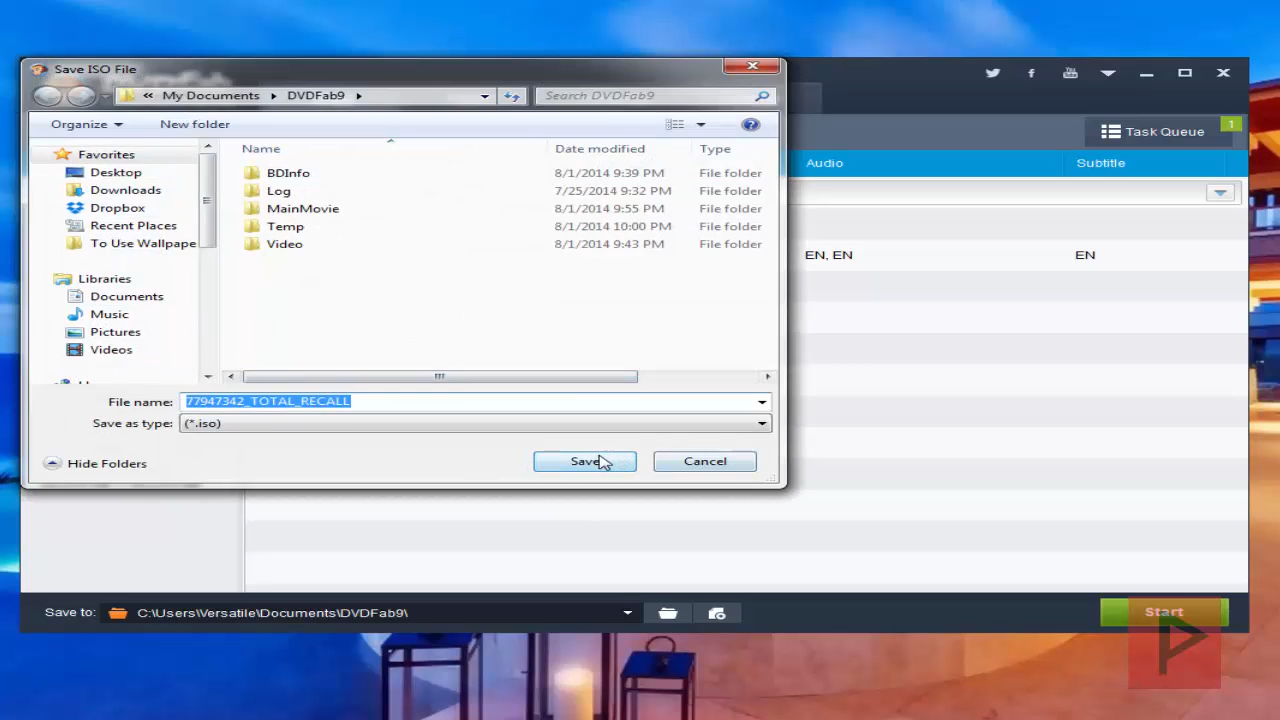 Save ISO File
« My Documents ▸ DVDFab9 ▸
Search DVDFab9
Organize
New folder
Task Queue
1
Favorites
Desktop
Downloads
Dropbox
Recent Places
To Use Wallpape
Libraries
Documents
Music
Pictures
Videos
Name Date modified Type
BDInfo 8/1/2014 9:39 PM File folder
Log 7/25/2014 9:32 PM File folder
MainMovie 8/1/2014 9:55 PM File folder
Temp 8/1/2014 10:00 PM File folder
Video 8/1/2014 9:43 PM File folder
Audio Subtitle
EN, EN EN
File name: 77947342_TOTAL_RECALL
Save as type: (*.iso)
Hide Folders
Save
Cancel
Save to: C:\Users\Versatile\Documents\DVDFab9\
Start
P